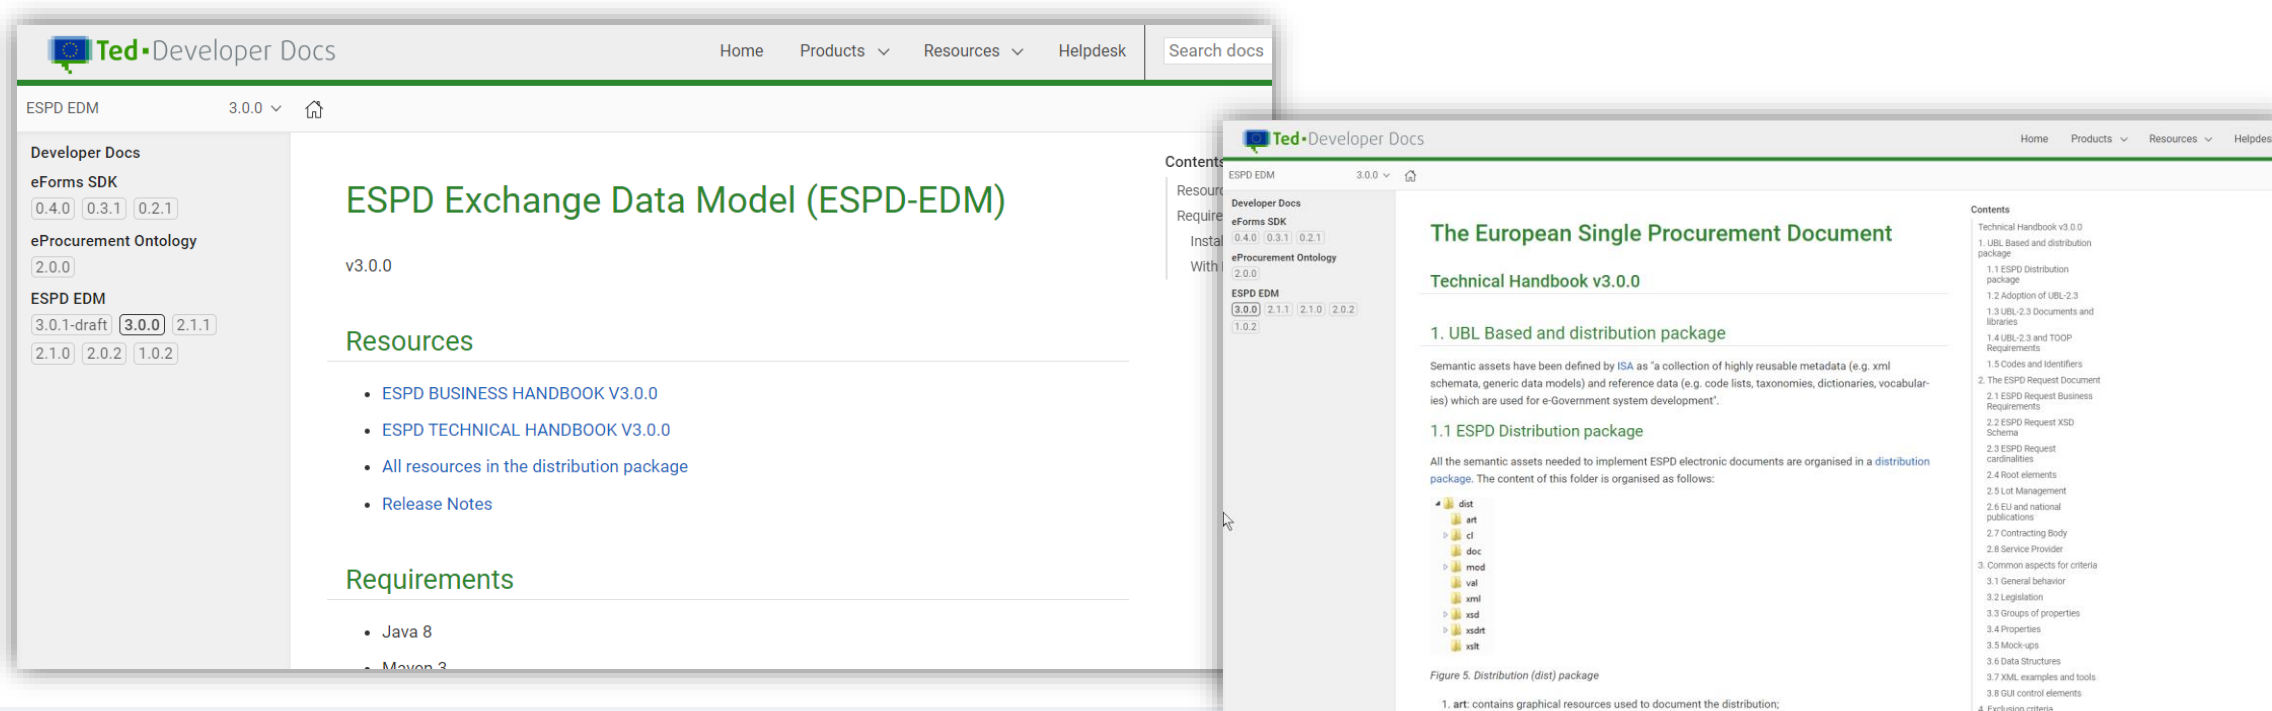 Ted Developer Docs
Home Products Resources Helpdesk Search docs
ESPD EDM 3.0.0
Developer Docs
eForms SDK
0.4.0 0.3.1 0.2.1
eProcurement Ontology
2.0.0
ESPD EDM
3.0.1-draft 3.0.0 2.1.1
2.1.0 2.0.2 1.0.2
ESPD Exchange Data Model (ESPD-EDM)
v3.0.0
Resources
• ESPD BUSINESS HANDBOOK V3.0.0
• ESPD TECHNICAL HANDBOOK V3.0.0
• All resources in the distribution package
• Release Notes
Requirements
• Java 8
• Maven 3
Contents
Ted Developer Docs
Home Products Resources
ESPD EDM 3.0.0
Developer Docs
eForms SDK
0.4.0 0.3.1 0.2.1
eProcurement Ontology
2.0.0
ESPD EDM
3.0.0 2.1.1 2.1.0 2.0.2
1.0.2
The European Single Procurement Document
Technical Handbook v3.0.0
1. UBL Based and distribution package
Semantic assets have been defined by ISA as "a collection of highly reusable metadata (e.g. xml
schemata, generic data models) and reference data (e.g. code lists, taxonomies, dictionaries, vocabular-
ies) which are used for e-Government system development".
1.1 ESPD Distribution package
All the semantic assets needed to implement ESPD electronic documents are organised in a distribution
package. The content of this folder is organised as follows:
dist
art
cl
doc
mod
val
xml
xsd
xsdrt
xslt
Figure 5. Distribution (dist) package
1. art: contains graphical resources used to document the distribution;
Contents
Technical Handbook v3.0.0
1. UBL Based and distribution
package
1.1 ESPD Distribution
package
1.2 Adoption of UBL-2.3
1.3 UBL-2.3 Documents and
libraries
1.4 UBL-2.3 and TOOP
Requirements
1.5 Codes and Identifiers
2. The ESPD Request Document
2.1 ESPD Request Business
Requirements
2.2 ESPD Request XSD
Schema
2.3 ESPD Request
cardinalities
2.4 Root elements
2.5 Lot Management
2.6 EU and national
publications
2.7 Contracting Body
2.8 Service Provider
3. Common aspects for criteria
3.1 General behavior
3.2 Legislation
3.3 Groups of properties
3.4 Properties
3.5 Mock-ups
3.6 Data Structures
3.7 XML examples and tools
3.8 GUI control elements
4. Exclusion criteria